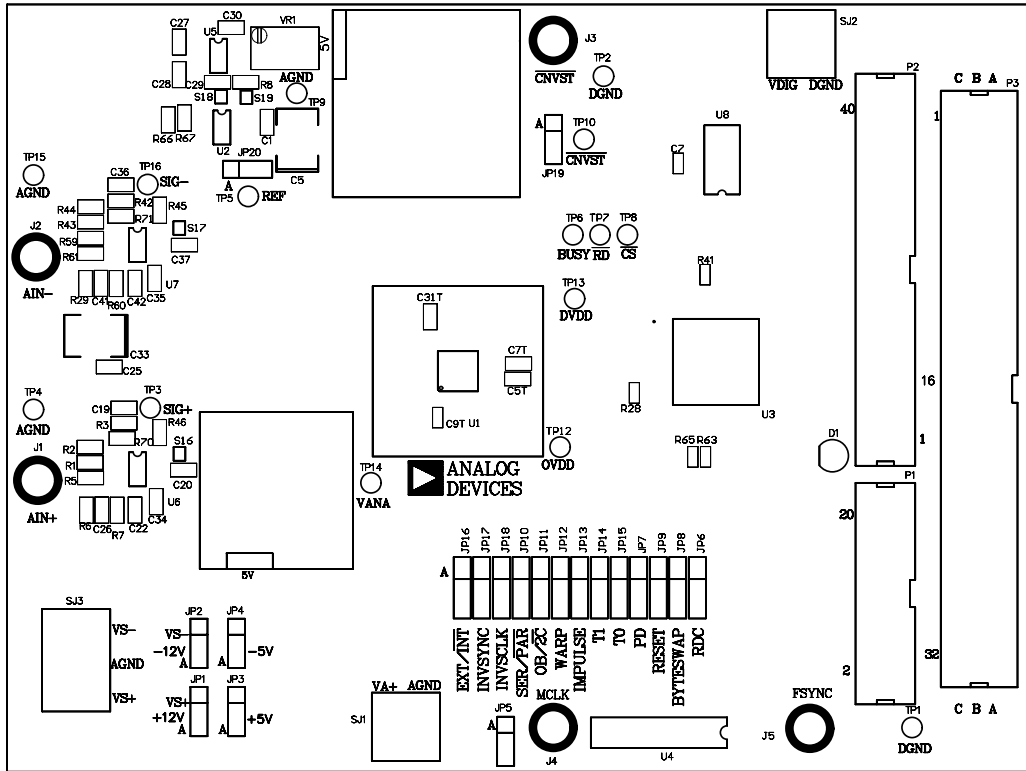 C30
C27
VR1
U5
5V
J3
CNVST
TP2
DGND
SJ2
VDIG DGND
P2
C B A
P3
C28
C29
R8
AGND
S18
S19
TP9
40
1
R66
R67
U2
C1
A
TP10
CNVST
U8
JP20
A
C5
JP19
C7
TP15
AGND
C36
TP16
SIG-
TP5
REF
R44
R42
R45
R43
R71
S17
J2
R59
R61
C37
TP6
TP7
TP8
BUSY
RD
CS
AIN-
R29
C41
R60
C42
C35
U7
R41
TP13
DVDD
C31T
C33
C25
C7T
C5T
16
TP4
AGND
C19
TP3
SIG+
R3
R46
C9T
U1
R28
U3
J1
R2
R70
S16
R1
R5
C20
TP12
OVDD
R65
R63
D1
1
TP14
VANA
ANALOG
DEVICES
P1
AIN+
R6
C26
R7
C22
C34
U6
20
JP16
JP17
JP18
JP10
JP11
JP12
JP13
JP14
JP15
JP7
JP9
JP8
JP6
A
5V
SJ3
VS-
AGND
VS+
JP2
VS-
-12V
A
JP4
A
-5V
EXT/INT
INVSYNC
INVSCLK
SER/PAR
OB/2C
WARP
IMPULSE
T1
T0
PD
RESET
BYTESWAP
RDC
2
32
JP1
VS+
+12V
A
JP3
A
+5V
VA+ AGND
SJ1
JP5
A
MCLK
J4
U4
FSYNC
J5
TP1
DGND
C B A